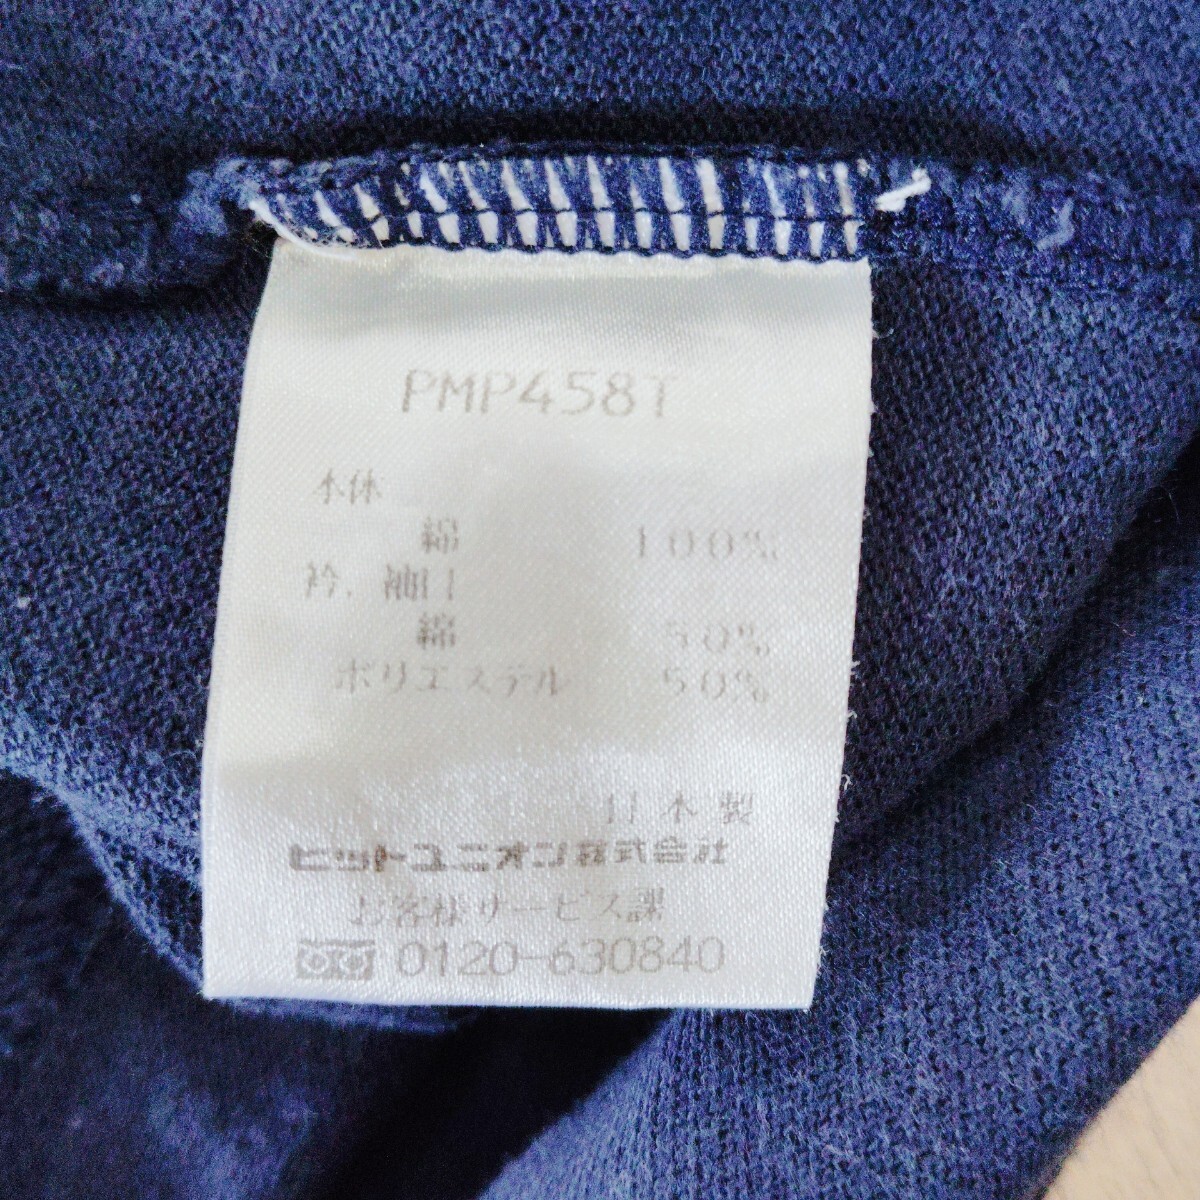 PMP458T
本体
綿 100%
衿、袖口
綿 50%
ポリエステル 50%
日本製
ヒットユニオン株式会社
お客様サービス課
0120-630840